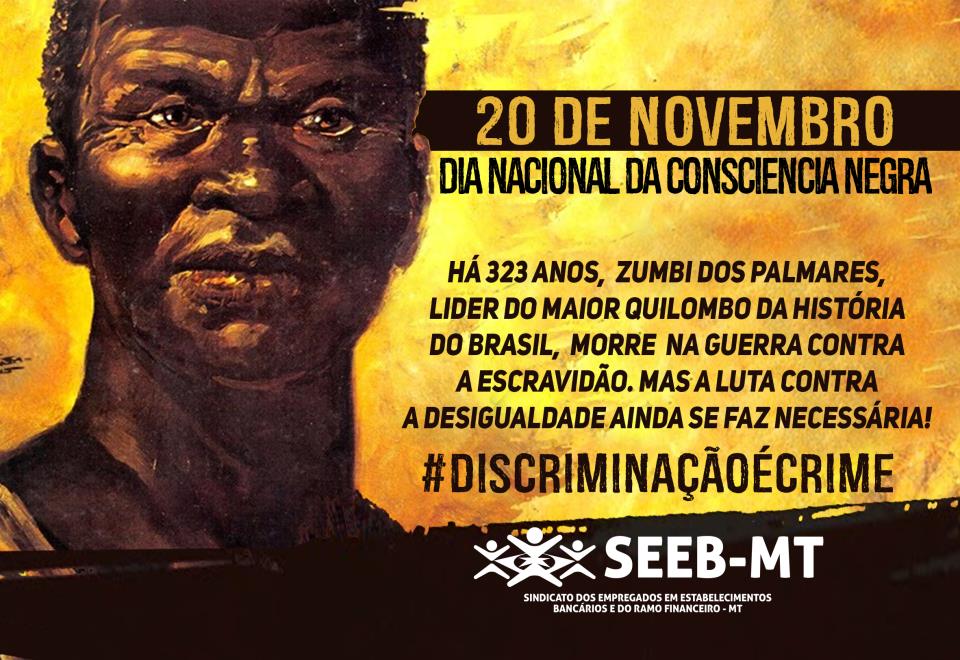 20 DE NOVEMBRO
DIA NACIONAL DA CONSCIENCIA NEGRA
HÁ 323 ANOS, ZUMBI DOS PALMARES,
LIDER DO MAIOR QUILOMBO DA HISTÓRIA
DO BRASIL, MORRE NA GUERRA CONTRA
A ESCRAVIDÃO. MAS A LUTA CONTRA
A DESIGUALDADE AINDA SE FAZ NECESSÁRIA!
#DISCRIMINAÇÃOÉCRIME
SEEB-MT
SINDICATO DOS EMPREGADOS EM ESTABELECIMENTOS
BANCÁRIOS E DO RAMO FINANCEIRO - MT